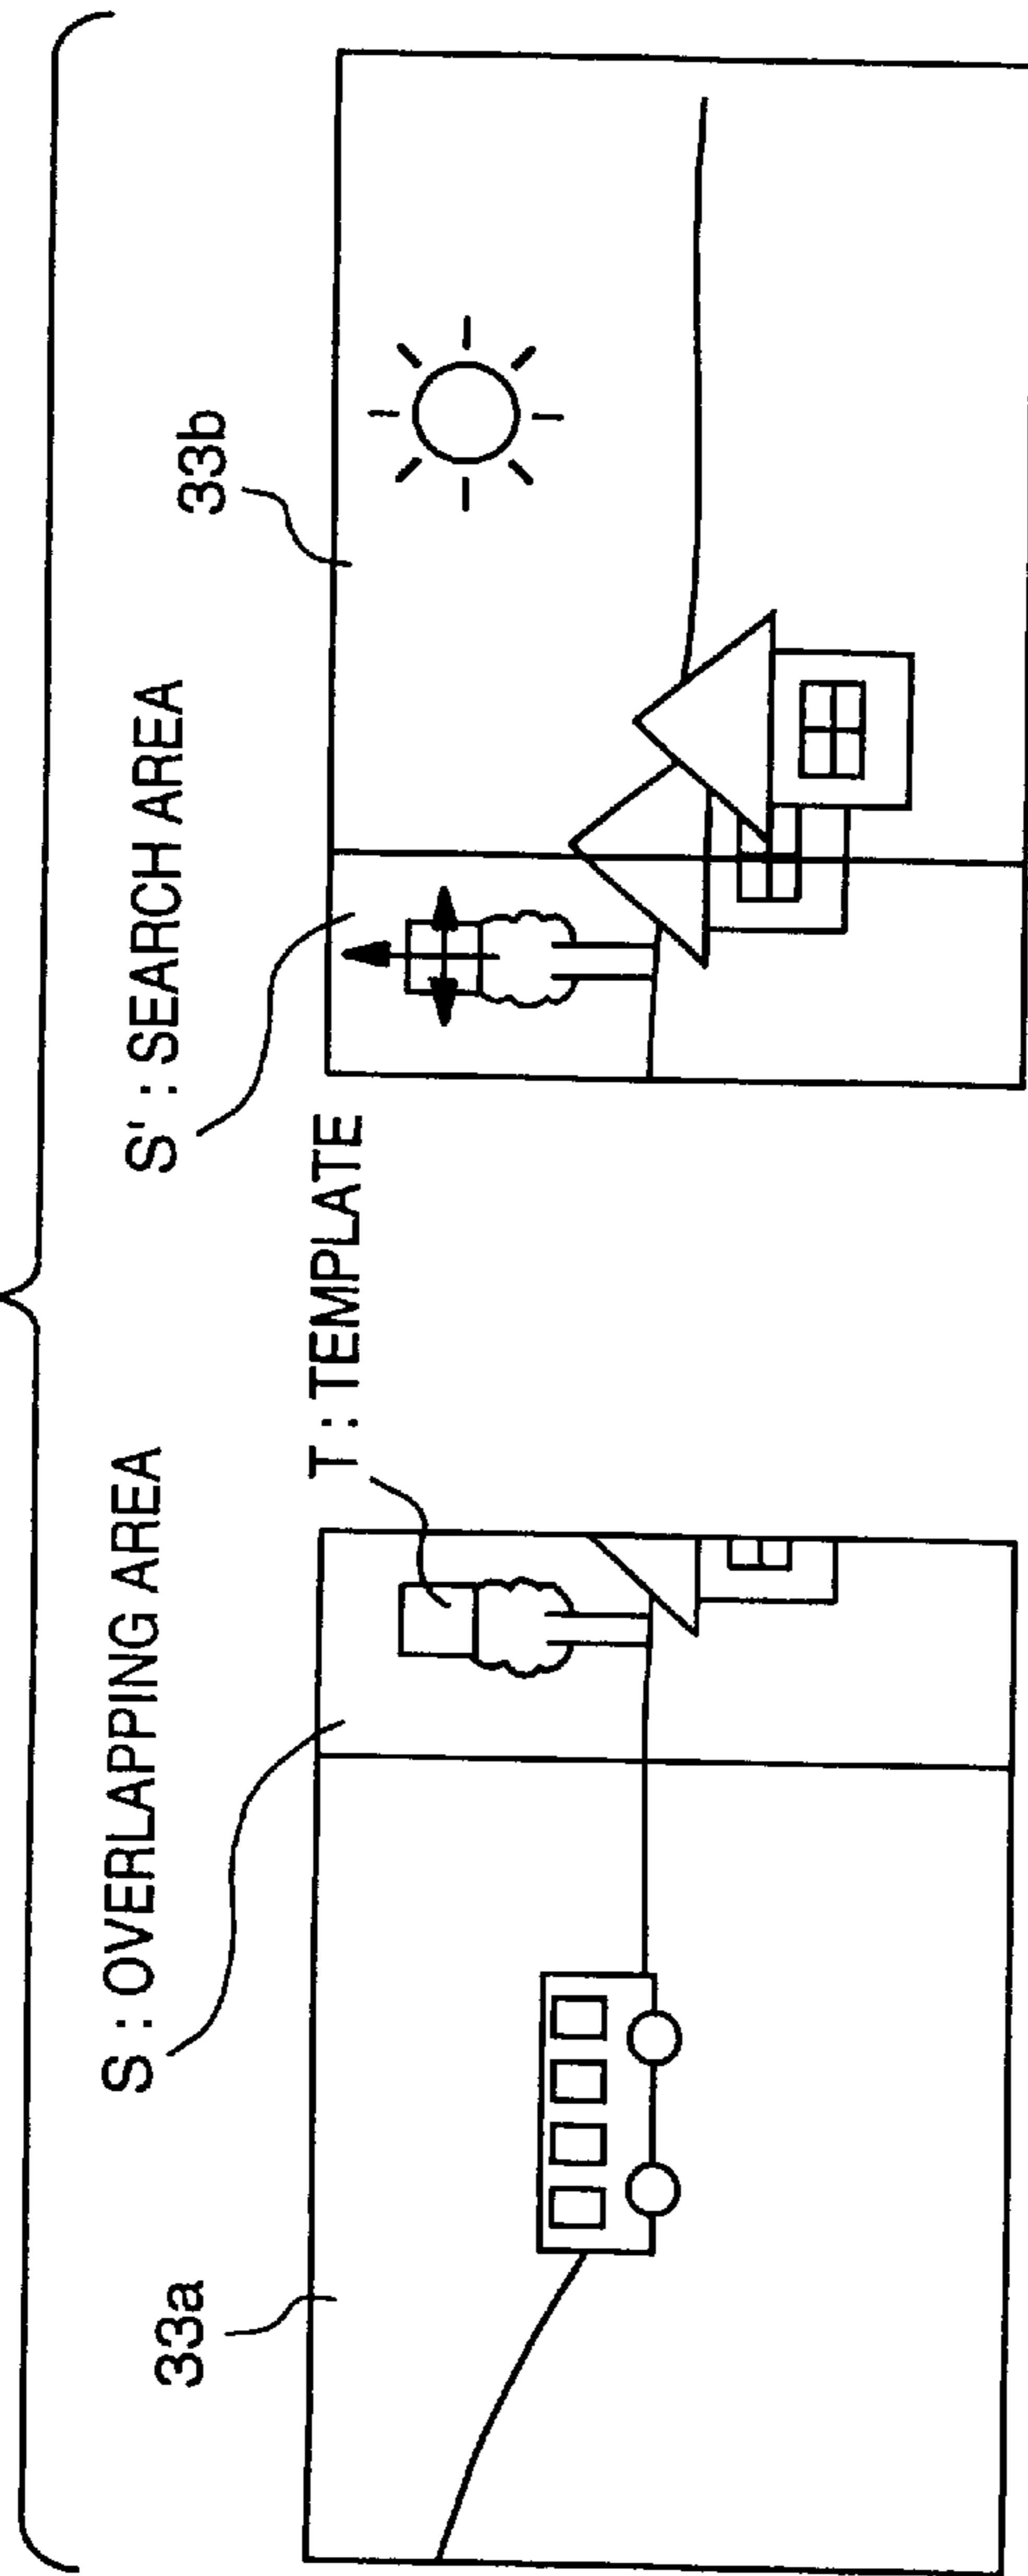 S : OVERLAPPING AREA
S' : SEARCH AREA
33a
T : TEMPLATE
33b